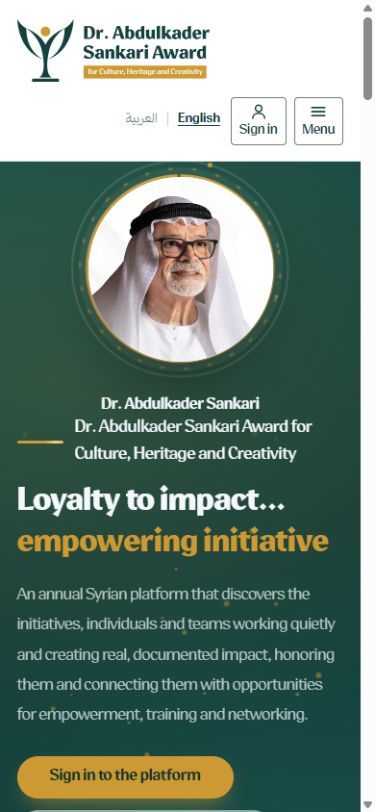 Dr. Abdulkader
Sankari Award
for Culture, Heritage and Creativity
العربية
English
Sign in
Menu
Dr. Abdulkader Sankari
Dr. Abdulkader Sankari Award for
Culture, Heritage and Creativity
Loyalty to impact...
empowering initiative
An annual Syrian platform that discovers the
initiatives, individuals and teams working quietly
and creating real, documented impact, honoring
them and connecting them with opportunities
for empowerment, training and networking.
Sign in to the platform